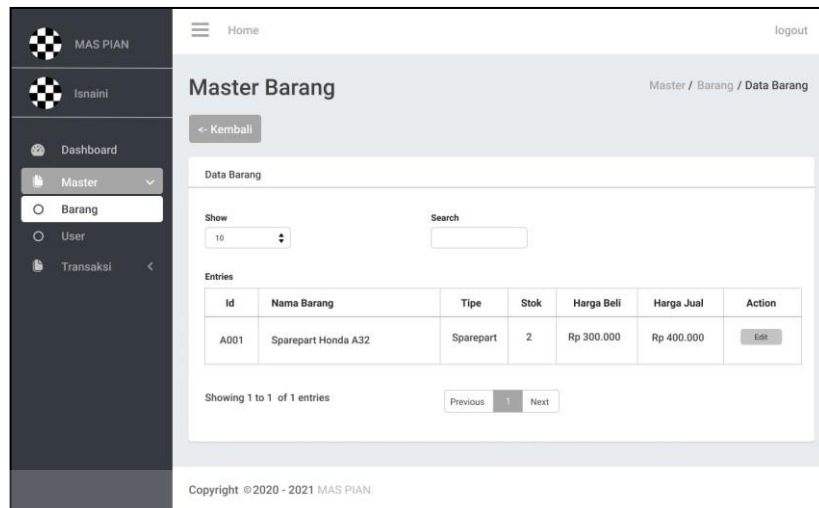 MAS PIAN
Isnaini
Dashboard
Master
Barang
User
Transaksi
Home
logout
Master Barang
Master / Barang / Data Barang
<- Kembali
Data Barang
Show
Search
10
Entries
Id Nama Barang Tipe Stok Harga Beli Harga Jual Action
A001 Sparepart Honda A32 Sparepart 2 Rp 300.000 Rp 400.000 Edit
Showing 1 to 1 of 1 entries
Previous 1 Next
Copyright ©2020 - 2021 MAS PIAN.